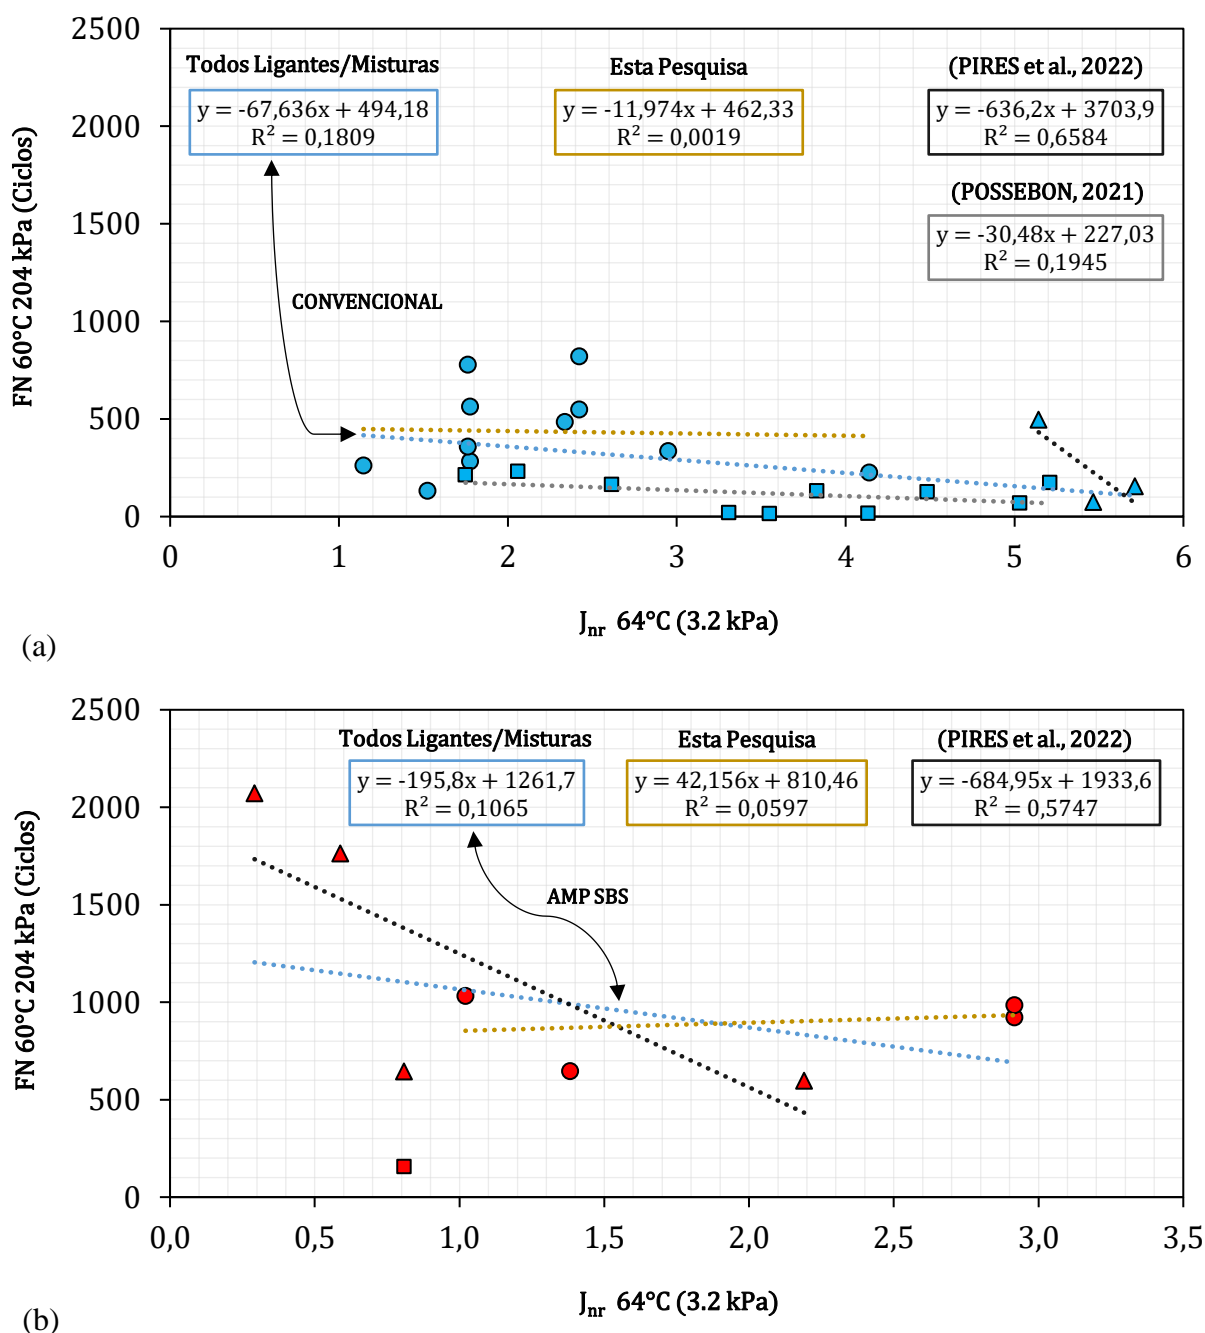 2500
2000
1500
1000
500
0
FN 60°C 204 kPa (Ciclos)
Todos Ligantes/Misturas
y = -67,636x + 494,18
R² = 0,1809
Esta Pesquisa
y = -11,974x + 462,33
R² = 0,0019
(PIRES et al., 2022)
y = -636,2x + 3703,9
R² = 0,6584
(POSSEBON, 2021)
y = -30,48x + 227,03
R² = 0,1945
CONVENCIONAL
0 1 2 3 4 5 6
Jnr 64°C (3.2 kPa)
(a)
2500
2000
1500
1000
500
0
FN 60°C 204 kPa (Ciclos)
Todos Ligantes/Misturas
y = -195,8x + 1261,7
R² = 0,1065
Esta Pesquisa
y = 42,156x + 810,46
R² = 0,0597
(PIRES et al., 2022)
y = -684,95x + 1933,6
R² = 0,5747
AMP SBS
0,0 0,5 1,0 1,5 2,0 2,5 3,0 3,5
Jnr 64°C (3.2 kPa)
(b)